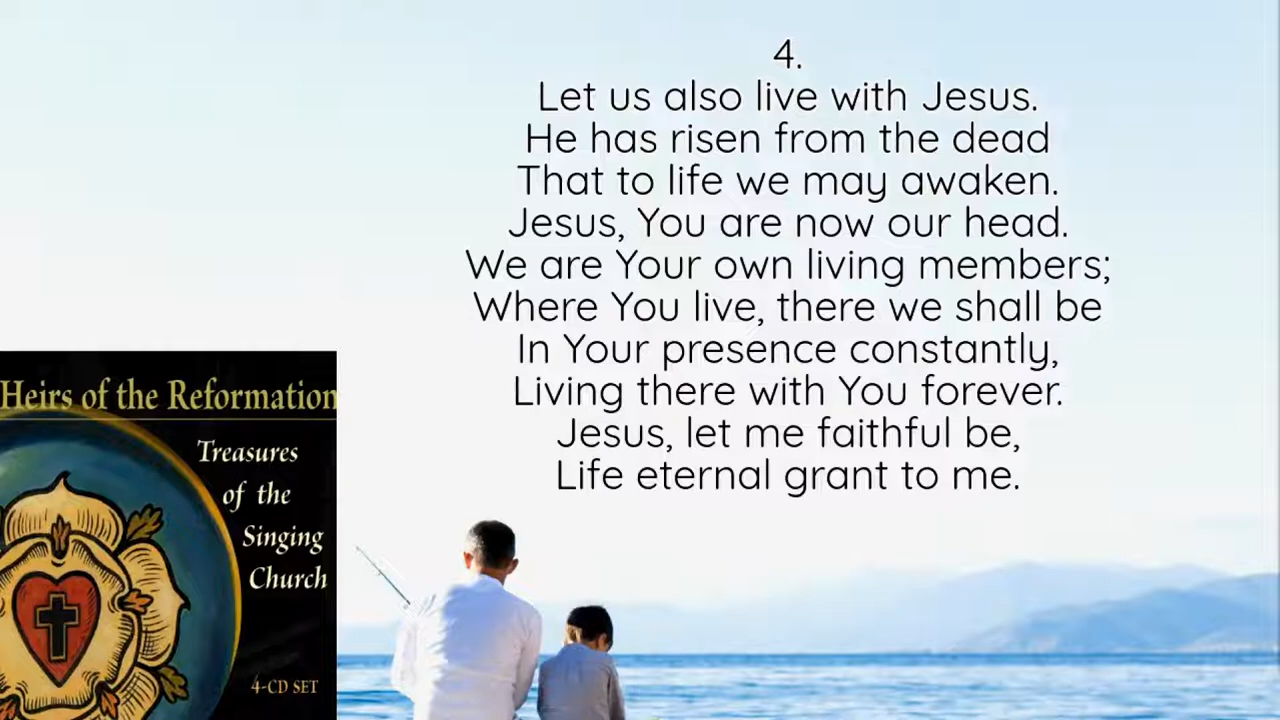 4.
Let us also live with Jesus.
He has risen from the dead
That to life we may awaken.
Jesus, You are now our head.
We are Your own living members;
Where You live, there we shall be
In Your presence constantly,
Living there with You forever.
Jesus, let me faithful be,
Life eternal grant to me.
Heirs of the Reformation
Treasures
of the
Singing
Church
4-CD SET